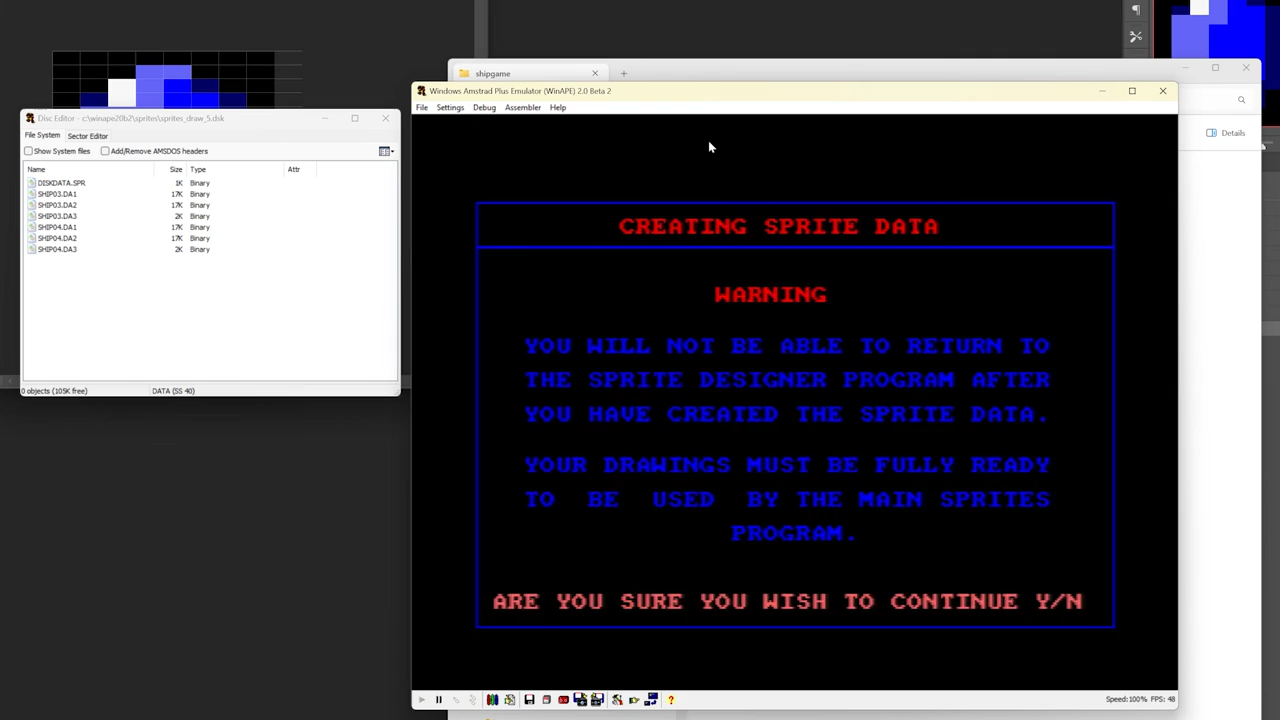 shipgame
Windows Amstrad Plus Emulator (WinAPE) 2.0 Beta 2
File Settings Debug Assembler Help
Details
Disc Editor - c:\winape20b2\sprites\sprites_draw_5.dsk
File System Sector Editor
Show System files Add/Remove AMSDOS headers
Name Size Type Attr
DISKDATA.SPR 1K Binary
SHIP03.DA1 17K Binary
SHIP03.DA2 17K Binary
SHIP03.DA3 2K Binary
SHIP04.DA1 17K Binary
SHIP04.DA2 17K Binary
SHIP04.DA3 2K Binary
0 objects (105K free) DATA (SS 40)
CREATING SPRITE DATA
WARNING
YOU WILL NOT BE ABLE TO RETURN TO
THE SPRITE DESIGNER PROGRAM AFTER
YOU HAVE CREATED THE SPRITE DATA.
YOUR DRAWINGS MUST BE FULLY READY
TO BE USED BY THE MAIN SPRITES
PROGRAM.
ARE YOU SURE YOU WISH TO CONTINUE Y/N
Speed:100% FPS: 48